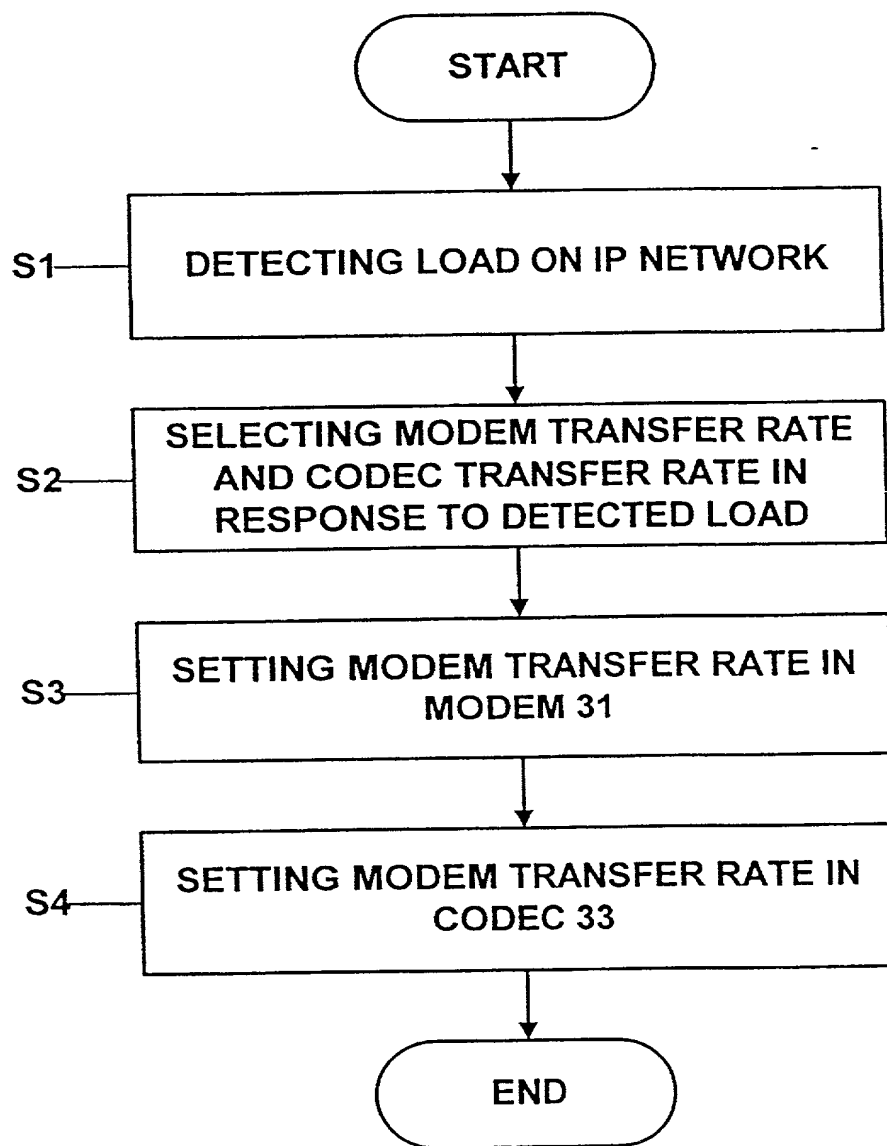 START
S1
DETECTING LOAD ON IP NETWORK
S2
SELECTING MODEM TRANSFER RATE
AND CODEC TRANSFER RATE IN
RESPONSE TO DETECTED LOAD
S3
SETTING MODEM TRANSFER RATE IN
MODEM 31
S4
SETTING MODEM TRANSFER RATE IN
CODEC 33
END